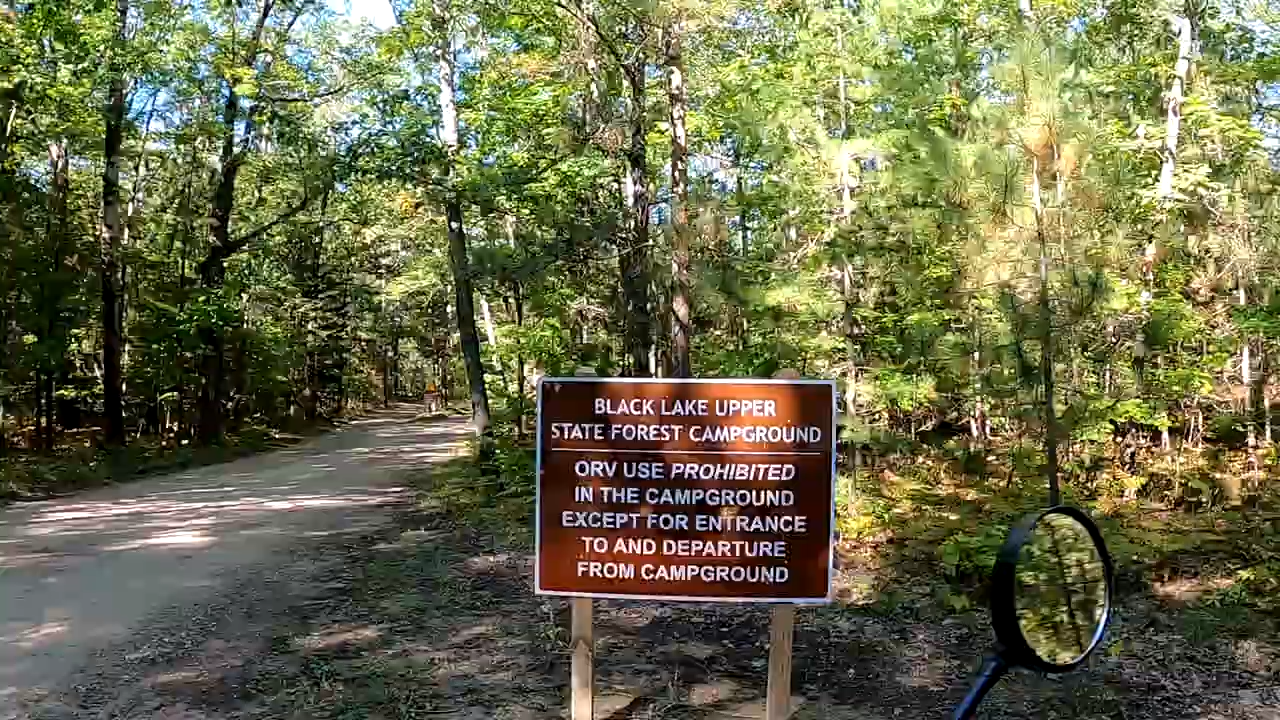 BLACK LAKE UPPER
STATE FOREST CAMPGROUND
ORV USE PROHIBITED
IN THE CAMPGROUND
EXCEPT FOR ENTRANCE
TO AND DEPARTURE
FROM CAMPGROUND